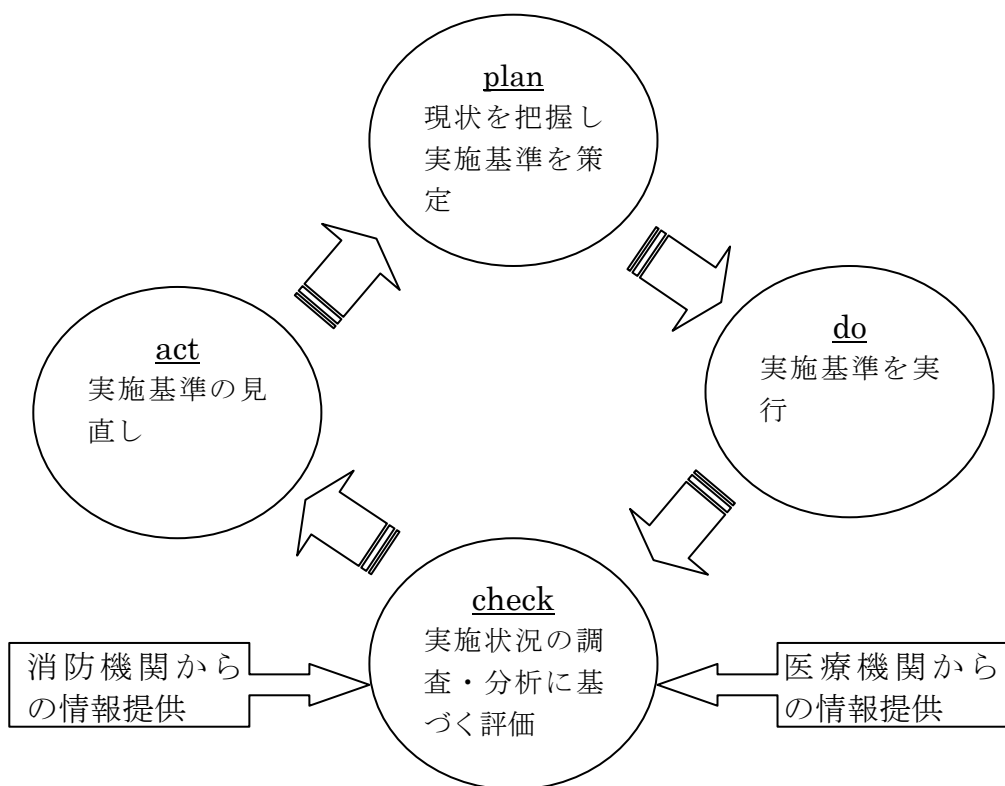 plan
現状を把握し
実施基準を策
定
do
実施基準を実
行
act
実施基準の見
直し
check
実施状況の調
査・分析に基
づく評価
消防機関から
の情報提供
医療機関から
の情報提供